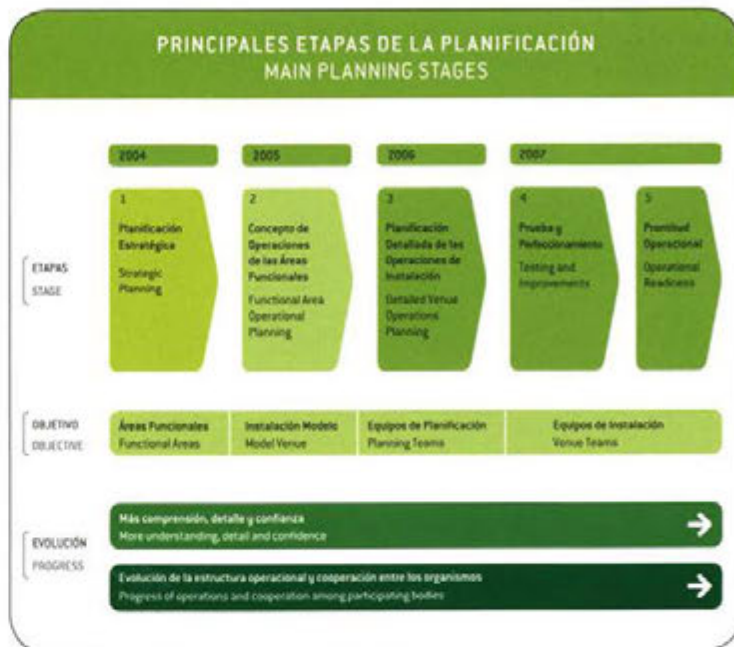 PRINCIPALES ETAPAS DE LA PLANIFICACIÓN
MAIN PLANNING STAGES
2004
2005
2006
2007
ETAPAS
STAGE
1
Planificación
Estratégica
Strategic
Planning
2
Concepto de
Operaciones
de las Áreas
Funcionales
Functional Area
Operational
Planning
3
Planificación
Detallada de las
Operaciones de
Instalación
Detailed Venue
Operations
Planning
4
Prueba y
Perfeccionamiento
Testing and
Improvements
5
Prontitud
Operacional
Operational
Readiness
OBJETIVO
OBJECTIVE
Áreas Funcionales
Functional Areas
Instalación Modelo
Model Venue
Equipos de Planificación
Planning Teams
Equipos de Instalación
Venue Teams
EVOLUCIÓN
PROGRESS
Más comprensión, detalle y confianza
More understanding, detail and confidence
Evolución de la estructura operacional y cooperación entre los organismos
Progress of operations and cooperation among participating bodies